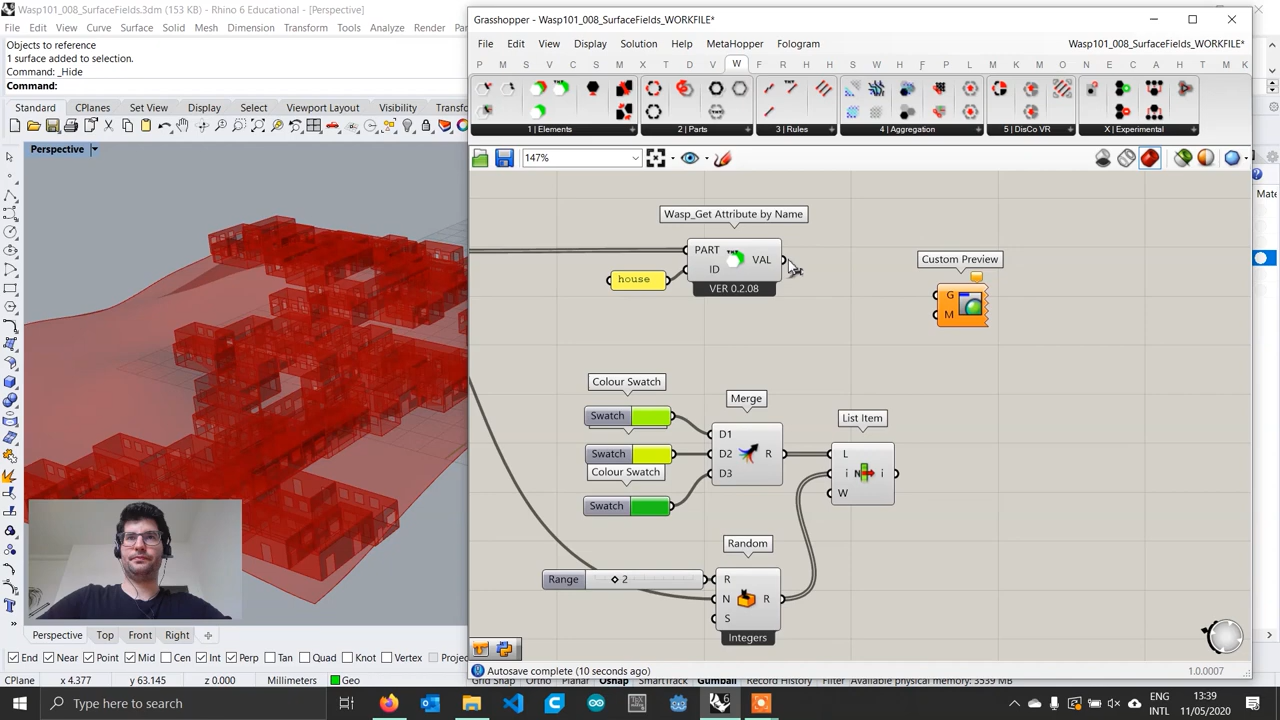 Wasp101_008_SurfaceFields.3dm (153 KB) - Rhino 6 Educational - [Perspective]
File Edit View Curve Surface Solid Mesh Dimension Transform Tools Analyze Render
Objects to reference
1 surface added to selection.
Command: _Hide
Command:
Standard CPlanes Set View Display Select Viewport Layout Visibility
Perspective
Grasshopper - Wasp101_008_SurfaceFields_WORKFILE*
File Edit View Display Solution Help MetaHopper Fologram Wasp101_008_SurfaceFields_WORKFILE*
P M S V C S M X D V W F R H H S W H F P L M O N B C E A D
1 | Elements 2 | Parts 3 | Rules 4 | Aggregation 5 | DisCo VR X | Experimental
147%
Mate
Wasp_Get Attribute by Name
PART
VAL
ID
VER 0.2.08
house
Custom Preview
G
M
Colour Swatch
Swatch
Swatch
Colour Swatch
Swatch
Merge
D1
D2 R
D3
List Item
L
i i
W
Random
Range 2
R
N R
S
Integers
Perspective Top Front Right
End Near Point Mid Cen Int Perp Tan Quad Knot Vertex Project
Autosave complete (10 seconds ago) 1.0.0007
CPlane x 4.377 y 63.145 z 0.000 Millimeters Geo Grid Snap Ortho Planar Osnap SmartTrack Gumball Record History Filter Available physical memory: 3539 MB
Type here to search
ENG
INTL
13:39
11/05/2020